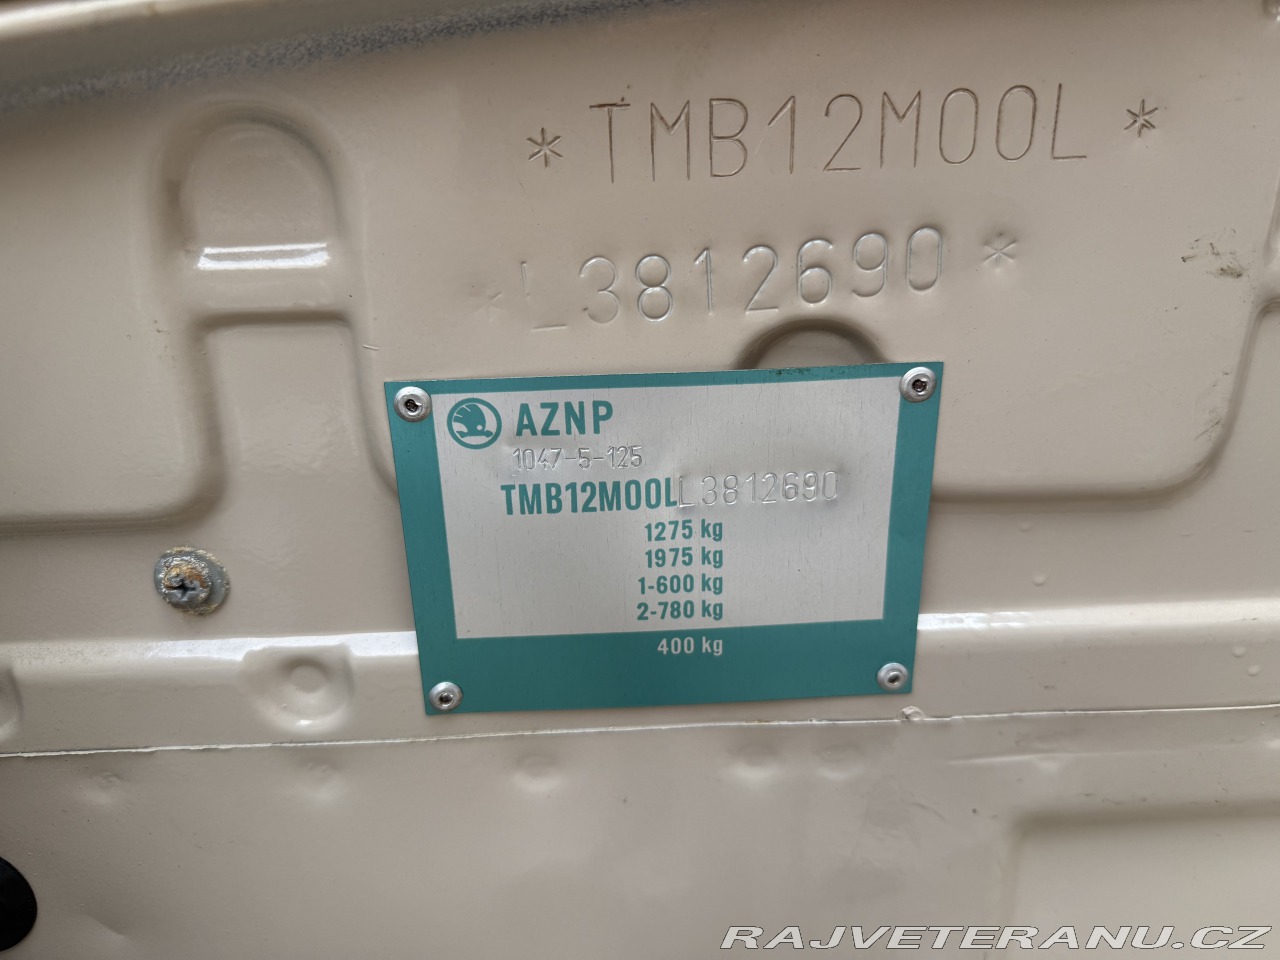 * TMB12M00L *
* L3812690 *
AZNP
1047-5-125
TMB12M00LL3812690
1275 kg
1975 kg
1-600 kg
2-780 kg
400 kg
RAJVETERANU.CZ